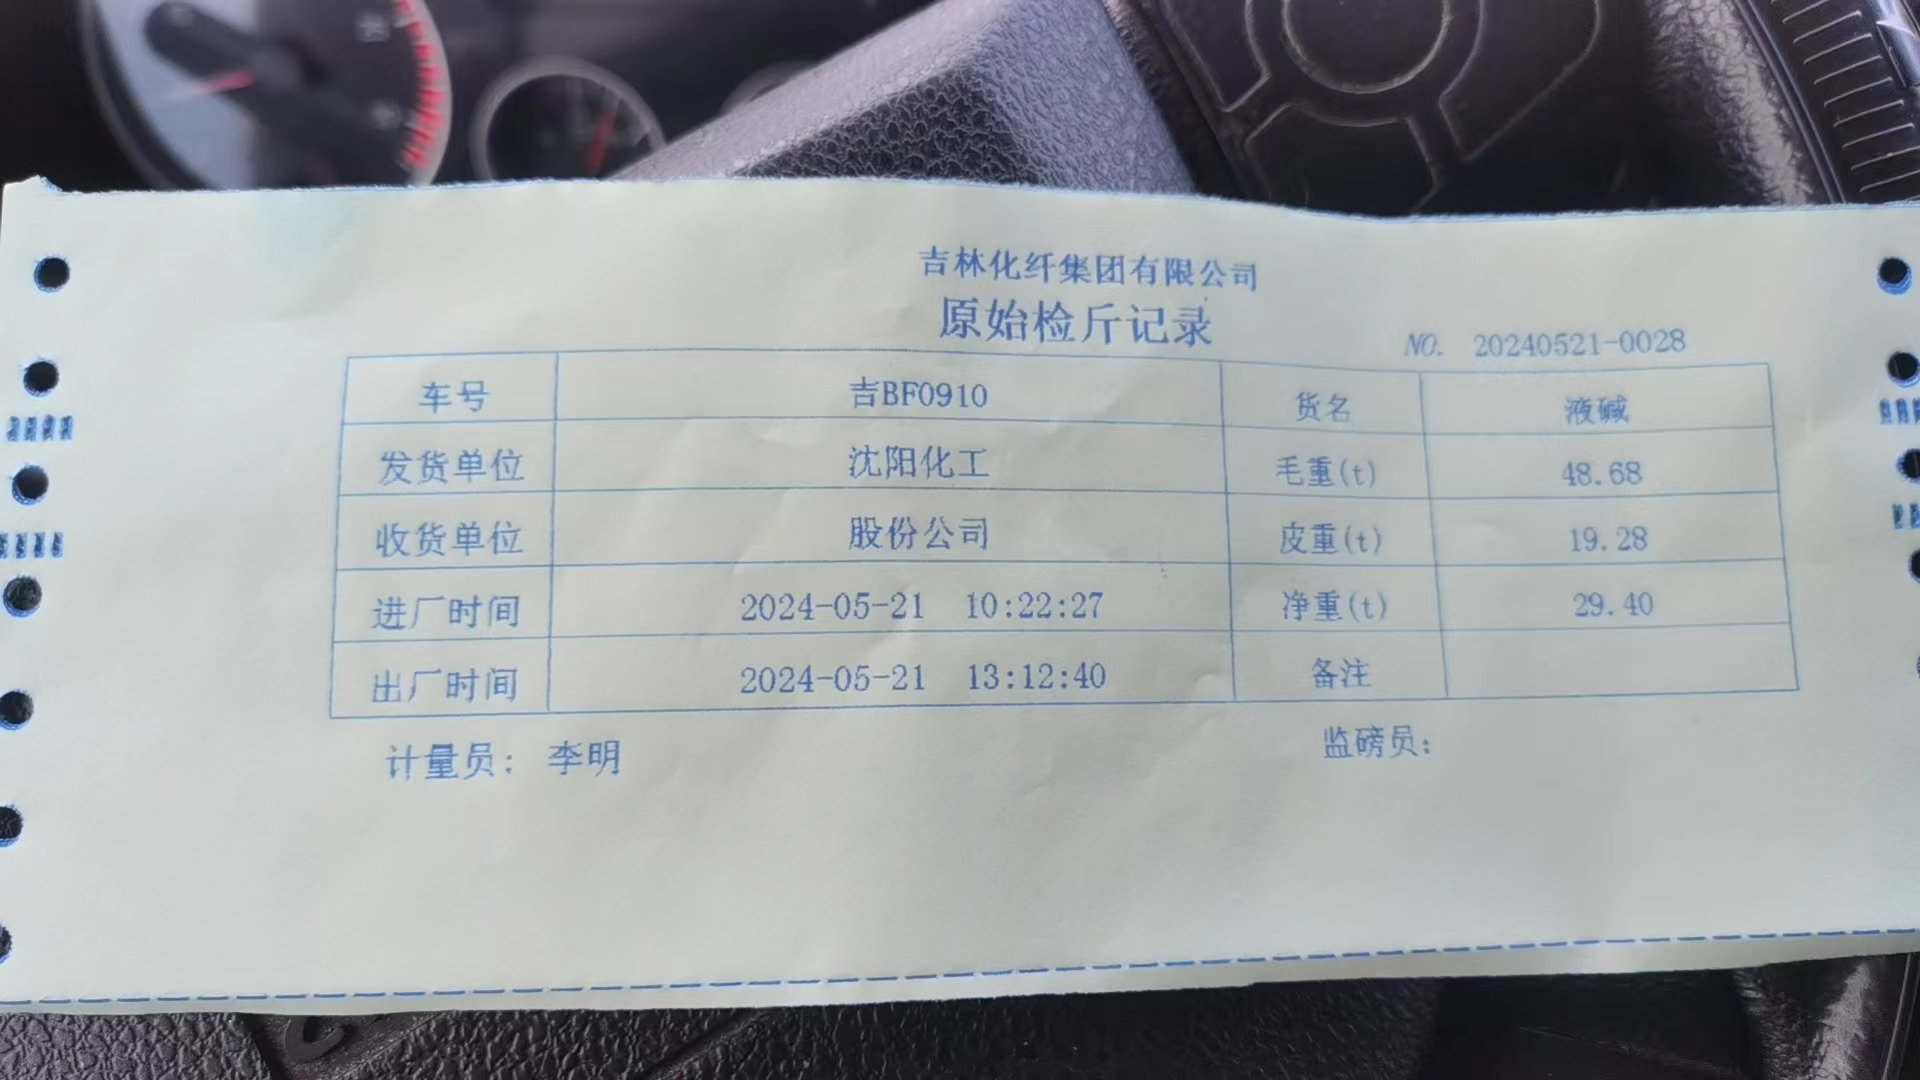 吉林化纤集团有限公司
原始检斤记录
NO. 20240521-0028
车号 吉BF0910 货名 液碱
发货单位 沈阳化工 毛重(t) 48.68
收货单位 股份公司 皮重(t) 19.28
进厂时间 2024-05-21 10:22:27 净重(t) 29.40
出厂时间 2024-05-21 13:12:40 备注
计量员: 李明 监磅员: